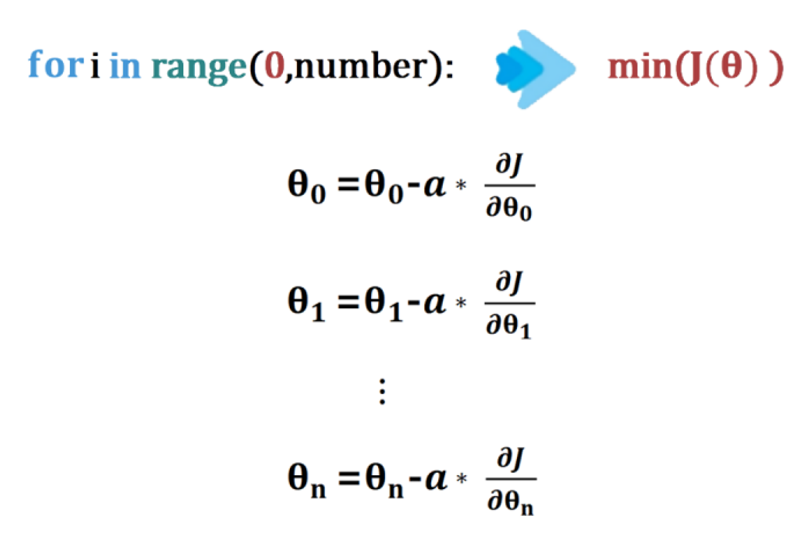 for i in range(0,number): min(J(θ) )
θ₀ =θ₀-a * ∂J/∂θ₀
θ₁ =θ₁-a * ∂J/∂θ₁
⋮
θₙ =θₙ-a * ∂J/∂θₙ